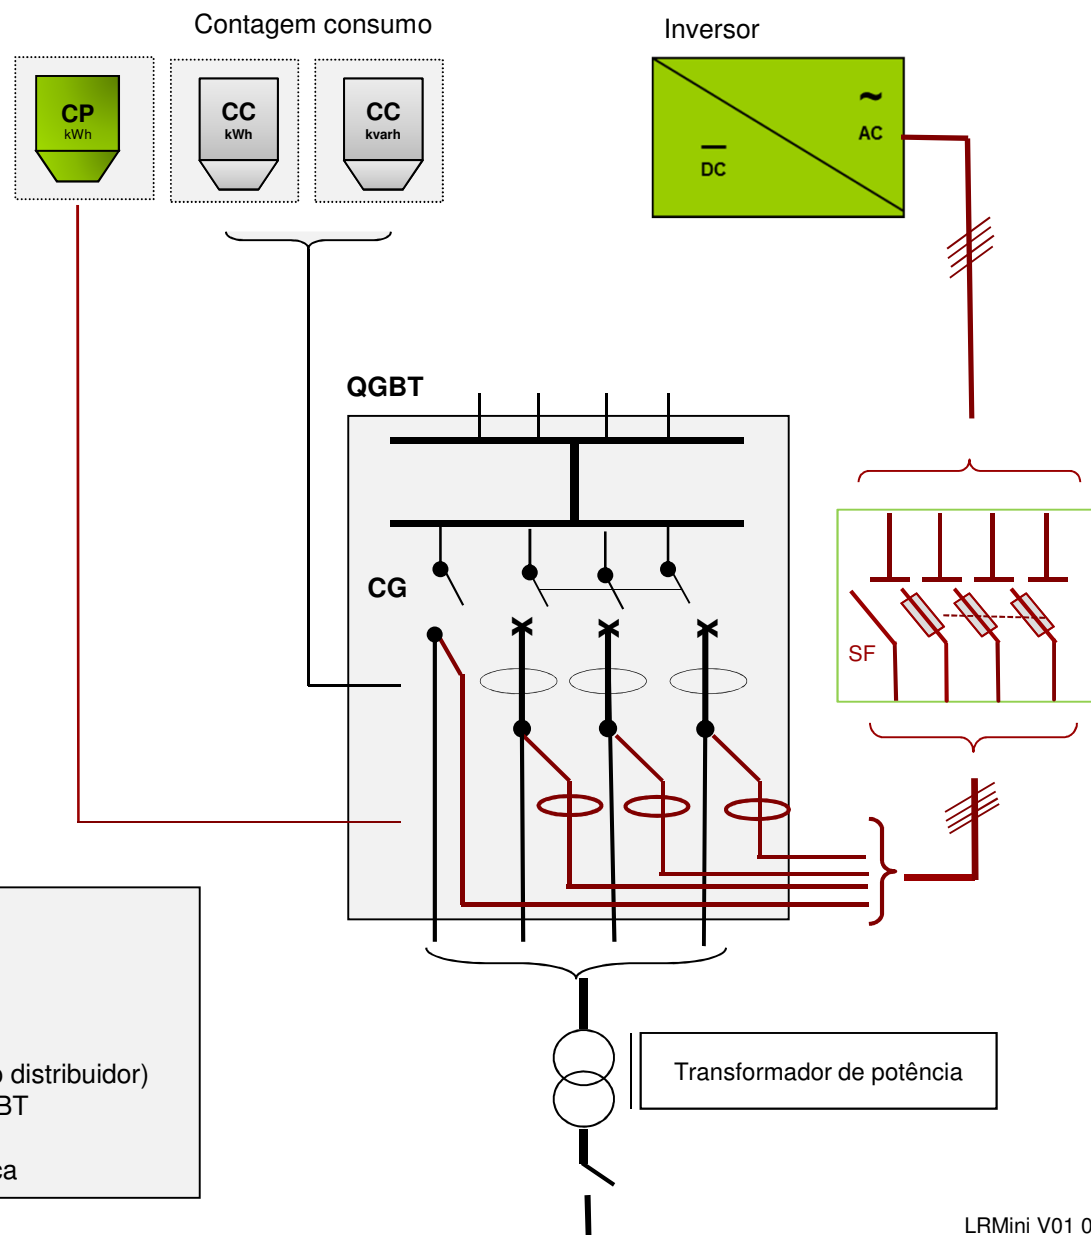 Contagem consumo
Inversor
CP
kWh
CC
kWh
CC
kvarh
~
AC
DC
QGBT
CG
SF
distribuidor)
BT
Transformador de potência
LRMini V01